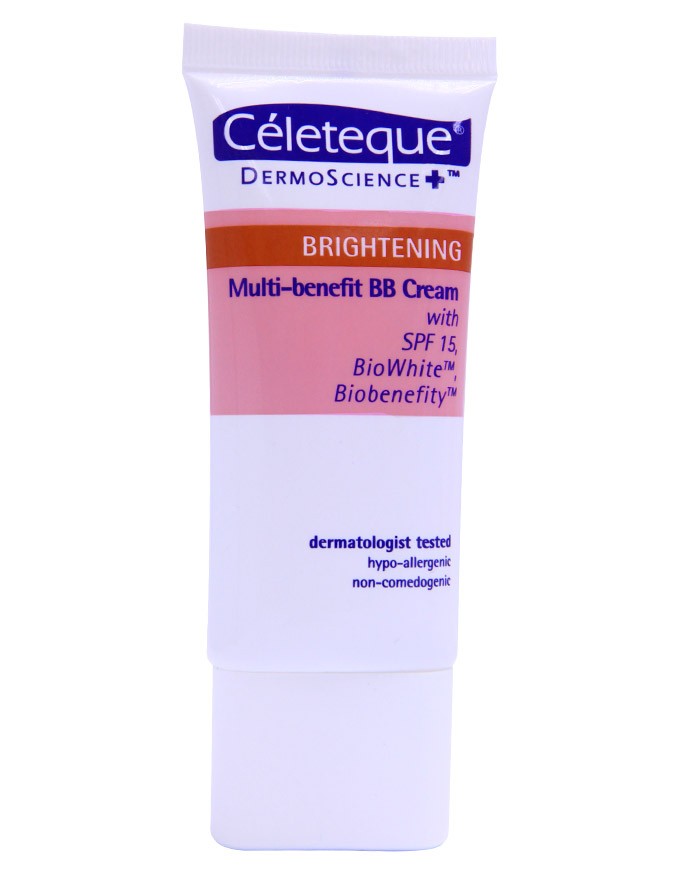 Céleteque®
DERMOSCIENCE+™
BRIGHTENING
Multi-benefit BB Cream
with
SPF 15,
BioWhite™,
Biobenefity™
dermatologist tested
hypo-allergenic
non-comedogenic